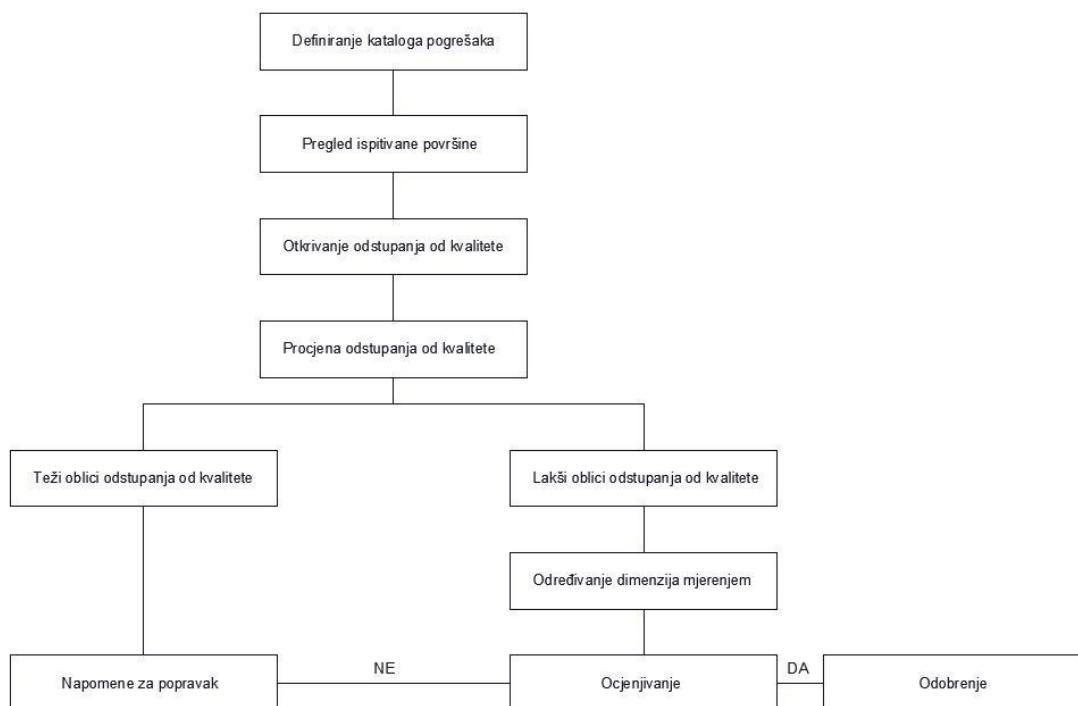 Definiranje kataloga pogrešaka
Pregled ispitivane površine
Otkrivanje odstupanja od kvalitete
Procjena odstupanja od kvalitete
Teži oblici odstupanja od kvalitete
Lakši oblici odstupanja od kvalitete
Određivanje dimenzija mjerenjem
Napomene za popravak
NE
Ocjenjivanje
DA
Odobrenje